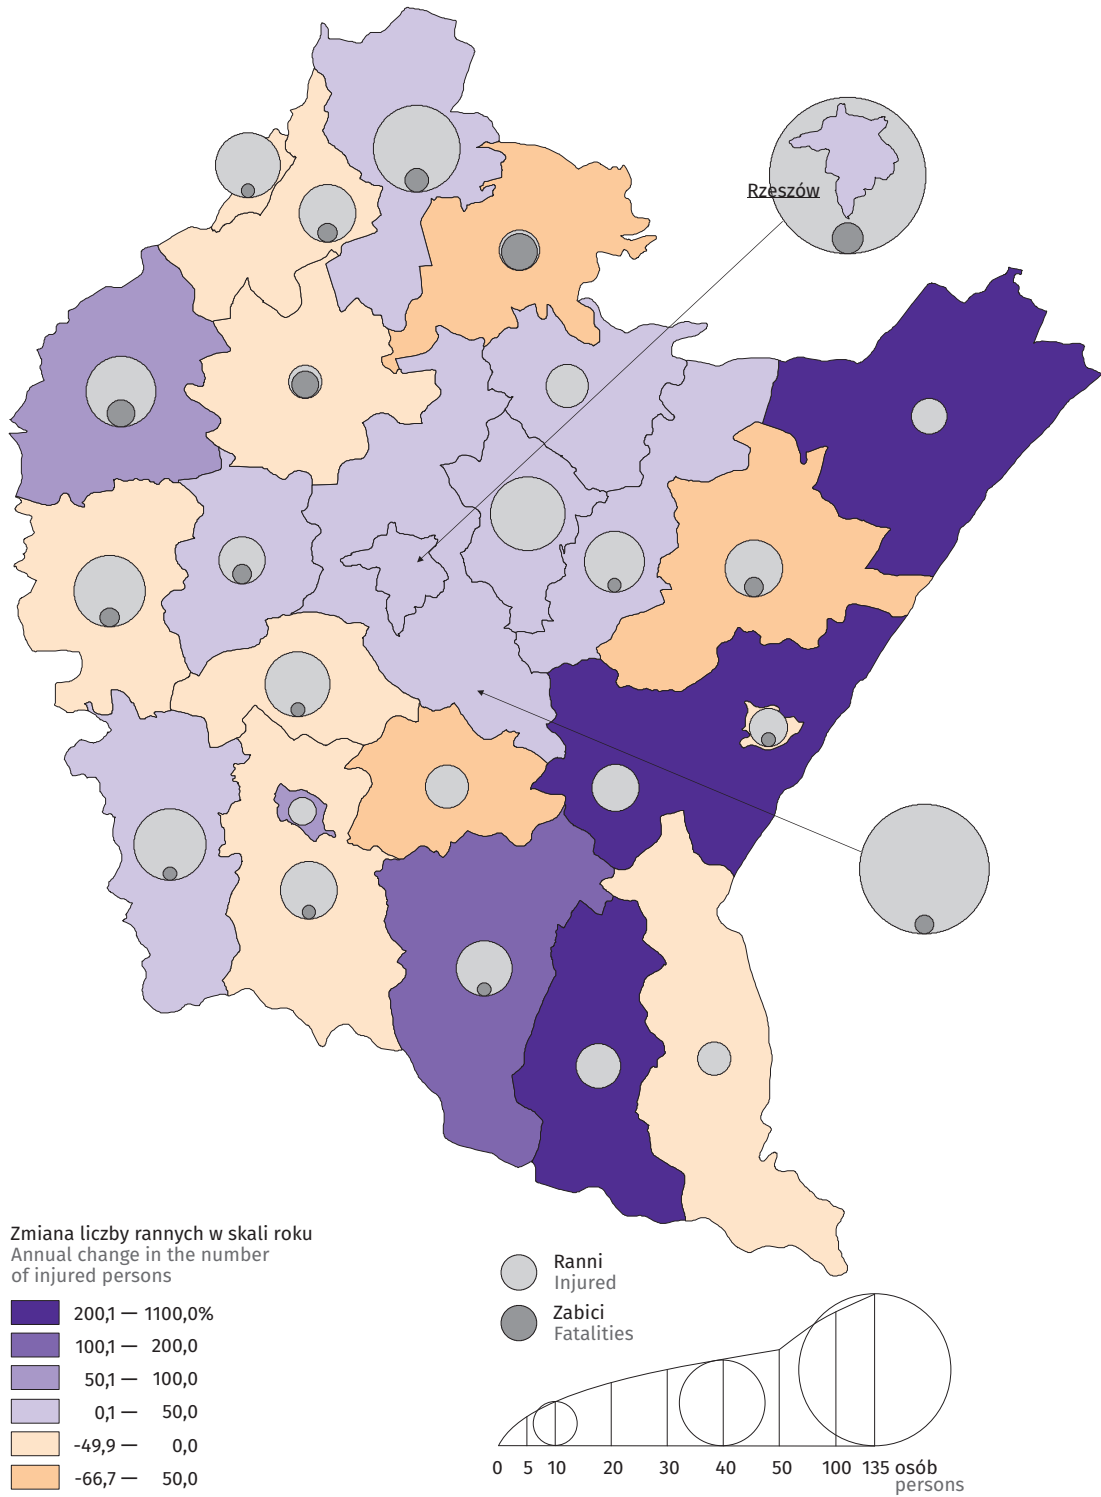 Rzeszów
Zmiana liczby rannych w skali roku
Annual change in the number
of injured persons
200,1 — 1100,0%
100,1 — 200,0
50,1 — 100,0
0,1 — 50,0
-49,9 — 0,0
-66,7 — 50,0
Ranni
Injured
Zabici
Fatalities
0 5 10 20 30 40 50 100 135 osób
persons